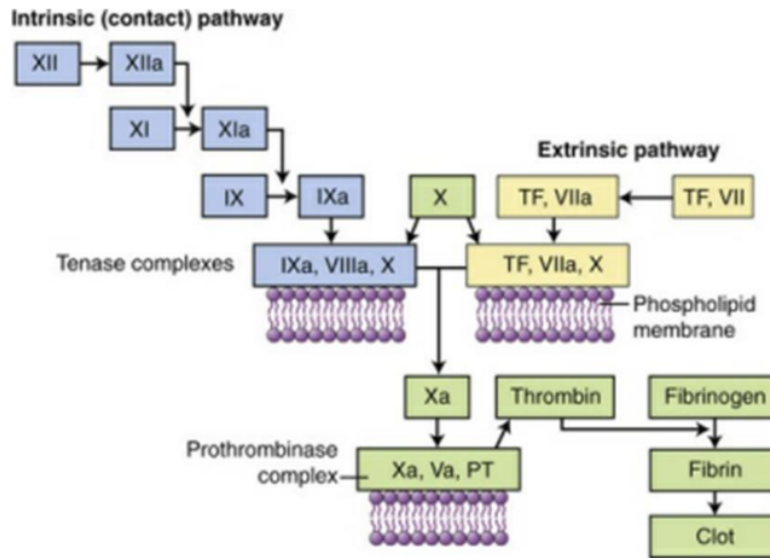 Intrinsic (contact) pathway
XII
XIIa
XI
XIa
Extrinsic pathway
IX
IXa
X
TF, VIIa
TF, VII
Tenase complexes
IXa, VIIIa, X
TF, VIIa, X
Phospholipid
membrane
Xa
Thrombin
Fibrinogen
Prothrombinase
complex
Xa, Va, PT
Fibrin
Clot